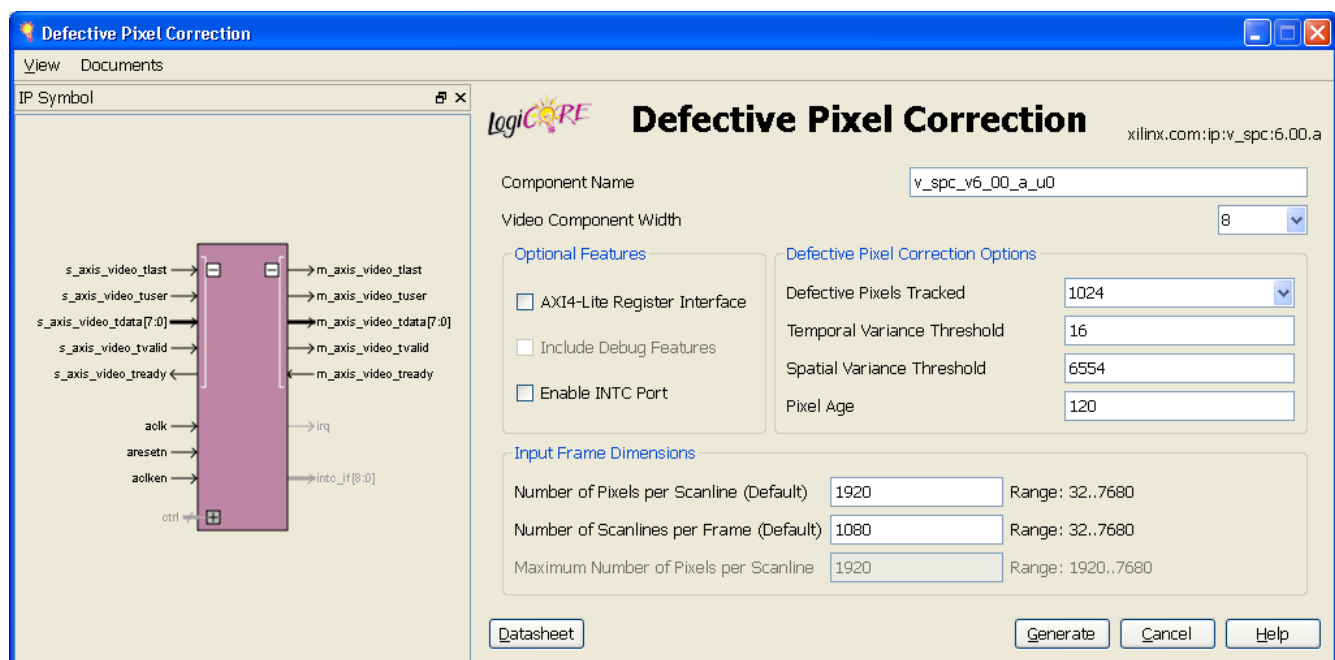 Defective Pixel Correction
View Documents
IP Symbol
s_axis_video_tlast
s_axis_video_tuser
s_axis_video_tdata[7:0]
s_axis_video_tvalid
s_axis_video_tready
aclk
aresetn
aclken
ctrl
m_axis_video_tlast
m_axis_video_tuser
m_axis_video_tdata[7:0]
m_axis_video_tvalid
m_axis_video_tready
irq
intc_if[8:0]
LogiCORE
Defective Pixel Correction
xilinx.com:ip:v_spc:6.00.a
Component Name v_spc_v6_00_a_u0
Video Component Width 8
Optional Features
AXI4-Lite Register Interface
Include Debug Features
Enable INTC Port
Defective Pixel Correction Options
Defective Pixels Tracked 1024
Temporal Variance Threshold 16
Spatial Variance Threshold 6554
Pixel Age 120
Input Frame Dimensions
Number of Pixels per Scanline (Default) 1920 Range: 32..7680
Number of Scanlines per Frame (Default) 1080 Range: 32..7680
Maximum Number of Pixels per Scanline 1920 Range: 1920..7680
Datasheet Generate Cancel Help